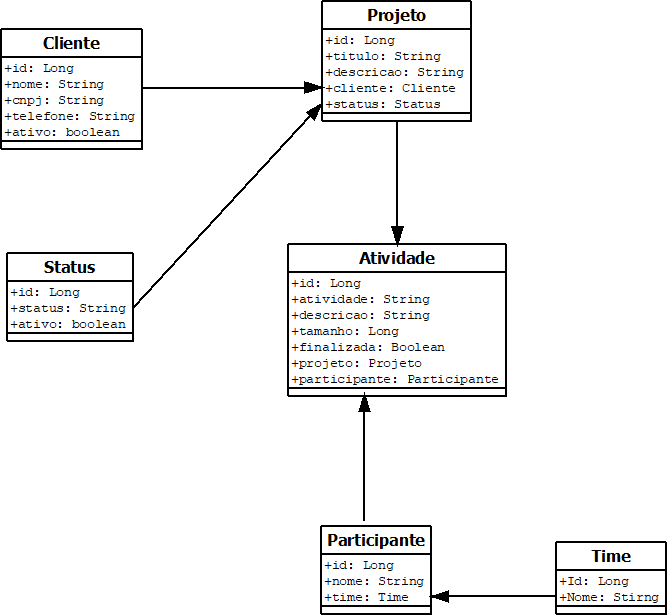 Cliente
+id: Long
+nome: String
+cnpj: String
+telefone: String
+ativo: boolean
Projeto
+id: Long
+titulo: String
+descricao: String
+cliente: Cliente
+status: Status
Status
+id: Long
+status: String
+ativo: boolean
Atividade
+id: Long
+atividade: String
+descricao: String
+tamanho: Long
+finalizada: Boolean
+projeto: Projeto
+participante: Participante
Participante
+id: Long
+nome: String
+time: Time
Time
+Id: Long
+Nome: Stirng